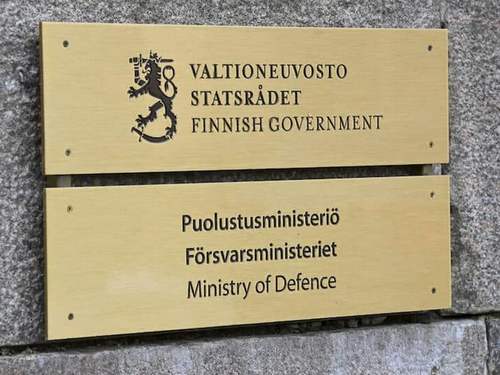 VALTIONEUVOSTO
STATSRÅDET
FINNISH GOVERNMENT
Puolustusministeriö
Försvarsministeriet
Ministry of Defence